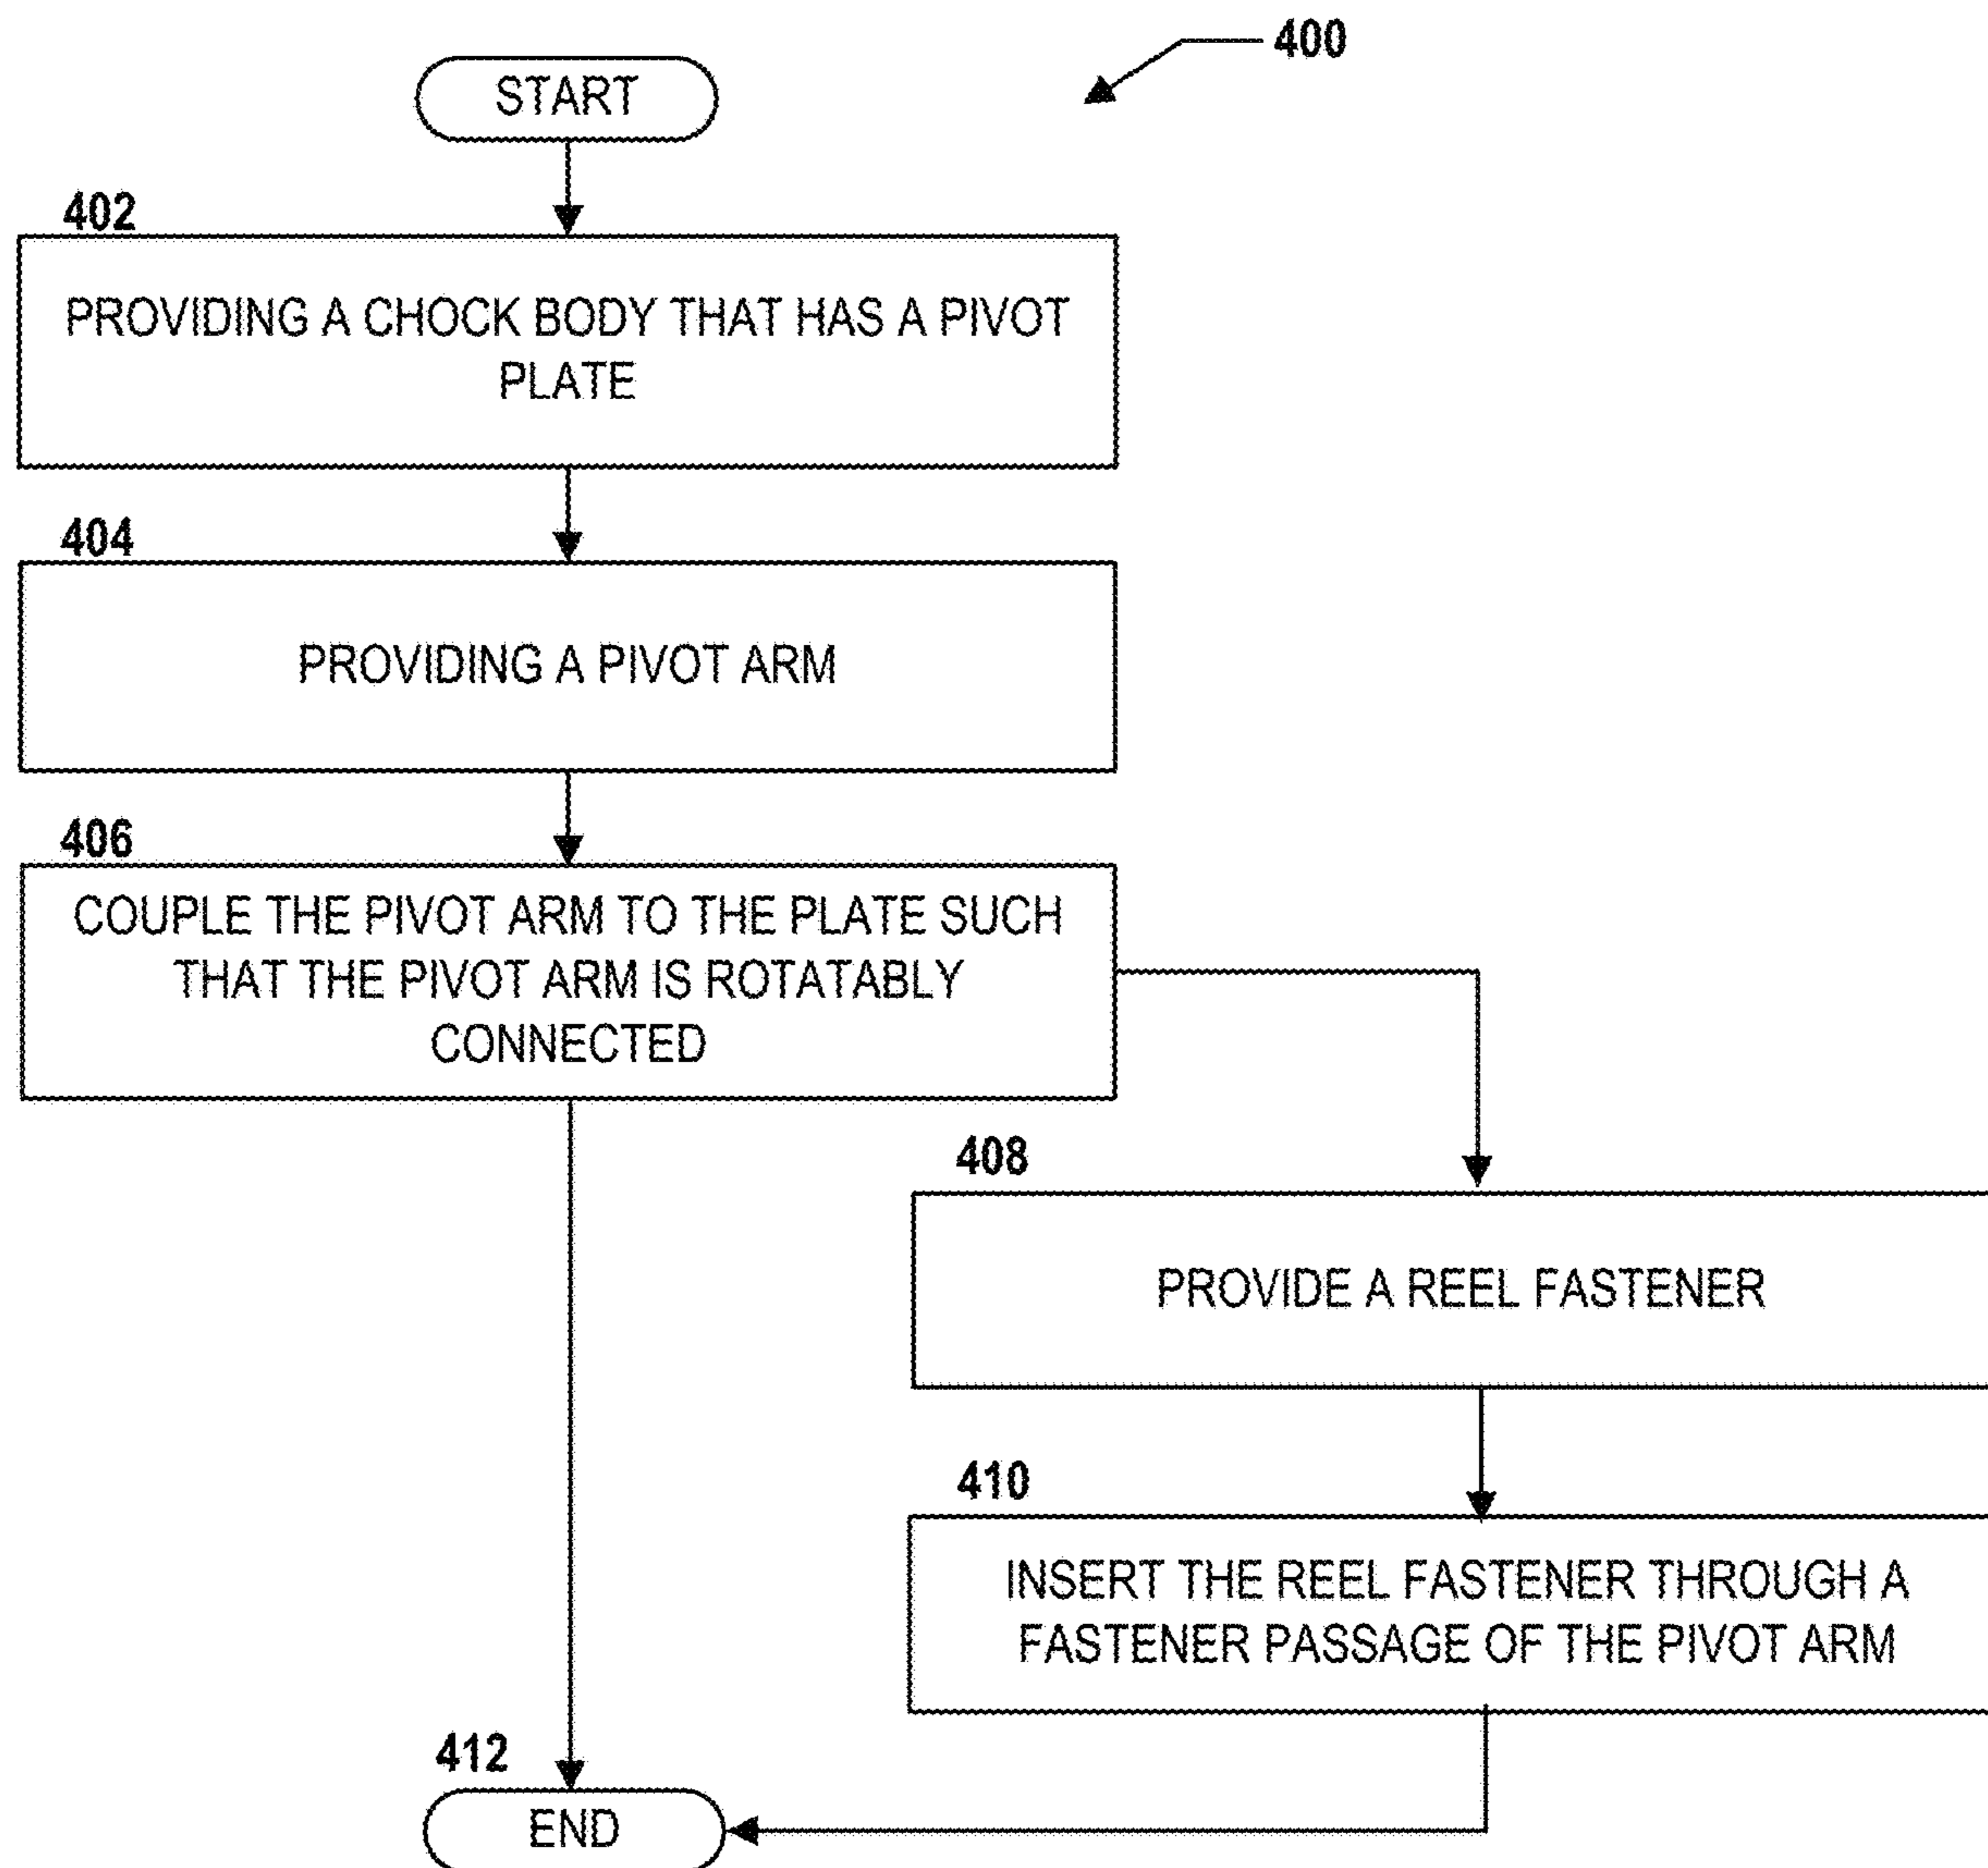 400
START
402
PROVIDING A CHOCK BODY THAT HAS A PIVOT
PLATE
404
PROVIDING A PIVOT ARM
406
COUPLE THE PIVOT ARM TO THE PLATE SUCH
THAT THE PIVOT ARM IS ROTATABLY
CONNECTED
408
PROVIDE A REEL FASTENER
410
INSERT THE REEL FASTENER THROUGH A
FASTENER PASSAGE OF THE PIVOT ARM
412
END